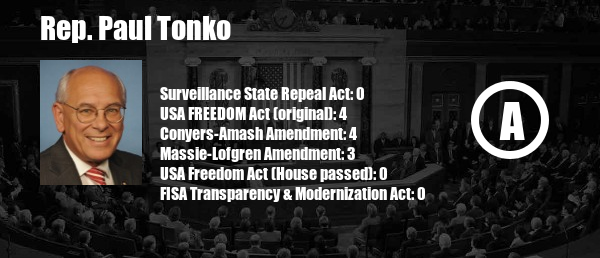 Rep. Paul Tonko
Surveillance State Repeal Act: 0
USA FREEDOM Act (original): 4
Conyers-Amash Amendment: 4
Massie-Lofgren Amendment: 3
USA Freedom Act (House passed): 0
FISA Transparency & Modernization Act: 0
A